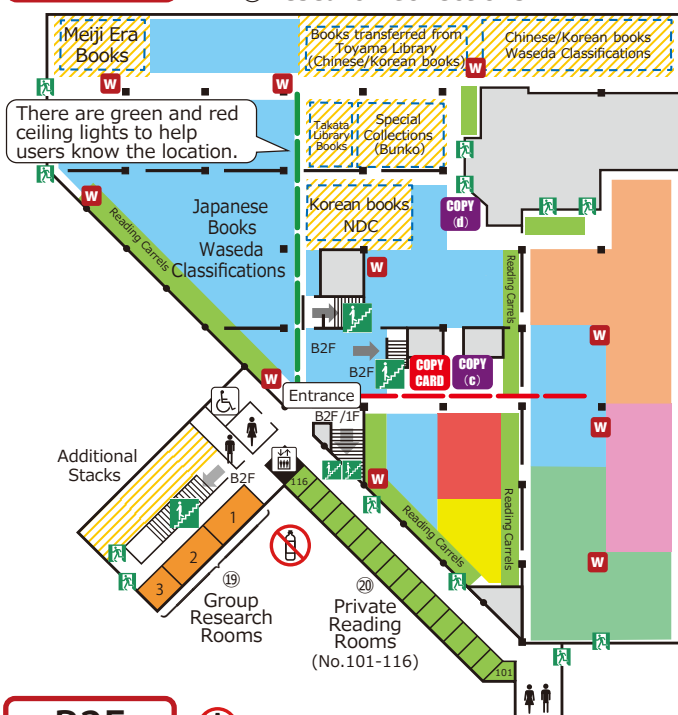 Meiji Era
Books
Books transferred from
Toyama Library
(Chinese/Korean books)
Chinese/Korean books
Waseda Classifications
W
W
W
There are green and red
ceiling lights to help
users know the location.
Takata
Library
Books
Special
Collections
(Bunko)
W
Reading Carrels
Japanese
Books
Waseda
Classifications
Korean books
NDC
COPY
(d)
W
Reading Carrels
B2F
B2F
COPY
CARD
COPY
(c)
W
W
Entrance
B2F/1F
W
Additional
Stacks
B2F
116
W
Reading Carrels
Reading Carrels
W
1
2
3
⑲
Group
Research
Rooms
⑳
Private
Reading
Rooms
(No.101-116)
101